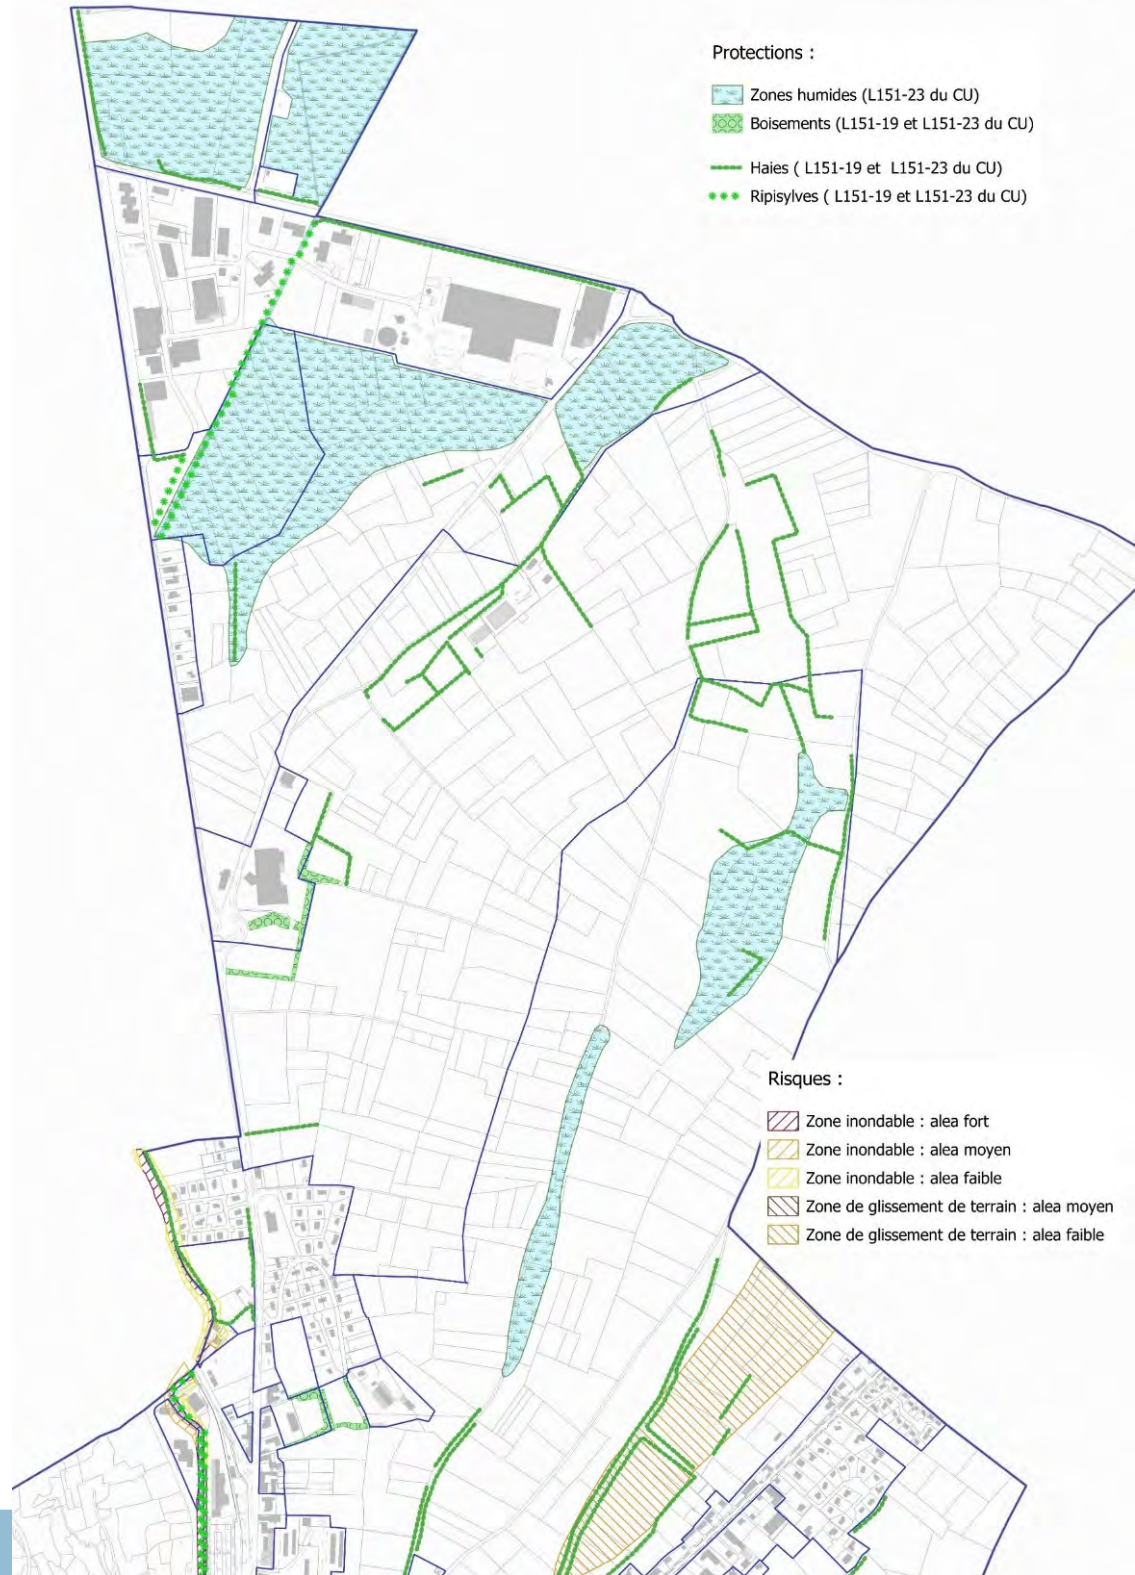 Protections :
Zones humides (L151-23 du CU)
Boisements (L151-19 et L151-23 du CU)
Haies ( L151-19 et L151-23 du CU)
Ripisylves ( L151-19 et L151-23 du CU)
Risques :
Zone inondable : alea fort
Zone inondable : alea moyen
Zone inondable : alea faible
Zone de glissement de terrain : alea moyen
Zone de glissement de terrain : alea faible